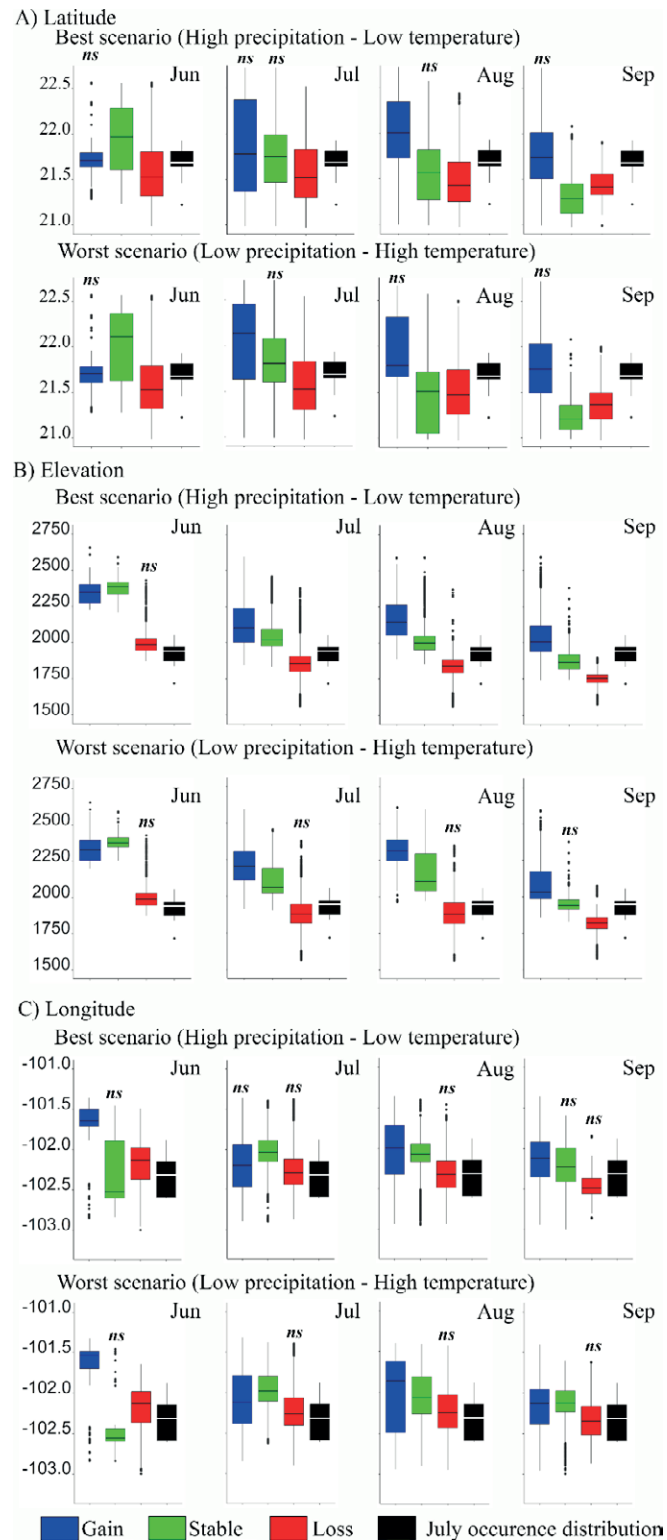 A) Latitude
Best scenario (High precipitation - Low temperature)
ns Jun ns ns Jul ns Aug ns Sep
22.5
22.0
21.5
21.0
Worst scenario (Low precipitation - High temperature)
ns Jun ns Jul ns Aug ns Sep
22.5
22.0
21.5
21.0
B) Elevation
Best scenario (High precipitation - Low temperature)
2750 Jun Jul Aug Sep
2500
ns
2250
2000
1750
1500
Worst scenario (Low precipitation - High temperature)
2750 Jun Jul Aug Sep
2500 ns ns ns ns
2250
2000
1750
1500
C) Longitude
Best scenario (High precipitation - Low temperature)
-101.0 Jun Jul Aug Sep
ns ns ns ns ns ns
-101.5
-102.0
-102.5
-103.0
Worst scenario (Low precipitation - High temperature)
-101.0 Jun Jul Aug Sep
ns ns ns ns
-101.5
-102.0
-102.5
-103.0
Gain Stable Loss July occurence distribution